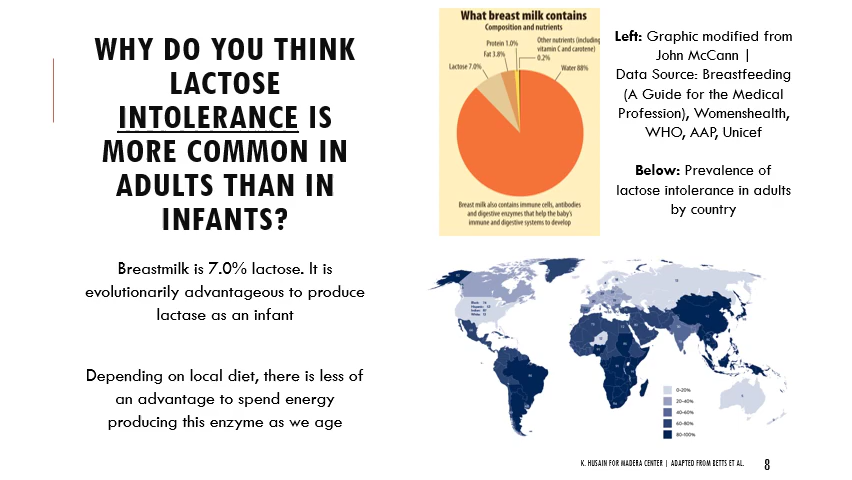 WHY DO YOU THINK
LACTOSE
INTOLERANCE IS
MORE COMMON IN
ADULTS THAN IN
INFANTS?
Breastmilk is 7.0% lactose. It is
evolutionarily advantageous to produce
lactase as an infant
Depending on local diet, there is less of
an advantage to spend energy
producing this enzyme as we age
What breast milk contains
Composition and nutrients
Protein 1.0%
Fat 3.8%
Lactose 7.0%
Other nutrients (including
vitamin C and carotene)
0.2%
Water 88%
Breast milk also contains immune cells, antibodies
and digestive enzymes that help the baby's
immune and digestive systems to develop
Left: Graphic modified from
John McCann |
Data Source: Breastfeeding
(A Guide for the Medical
Profession), Womenshealth,
WHO, AAP, Unicef
Below: Prevalence of
lactose intolerance in adults
by country
0-20%
20-40%
40-60%
60-80%
80-100%
K. HUSAIN FOR MADERA CENTER | ADAPTED FROM BETTS ET AL.
8